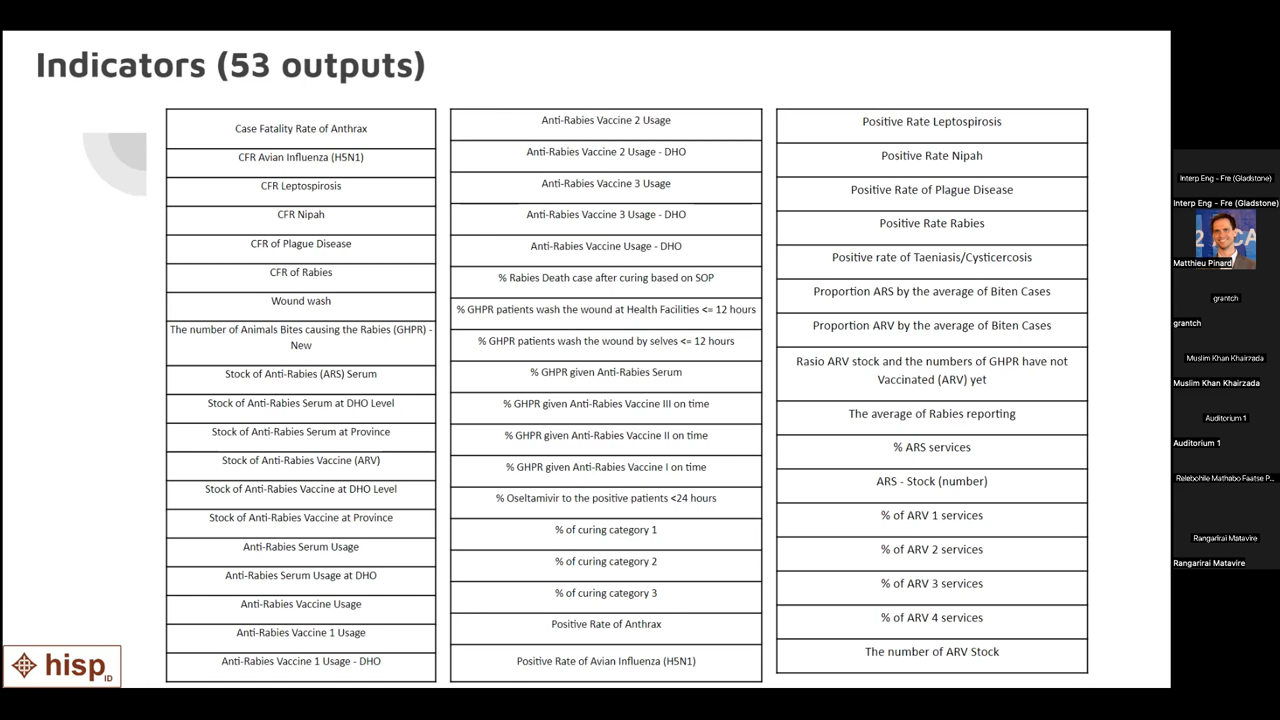 Indicators (53 outputs)
Case Fatality Rate of Anthrax
CFR Avian Influenza (H5N1)
CFR Leptospirosis
CFR Nipah
CFR of Plague Disease
CFR of Rabies
Wound wash
The number of Animals Bites causing the Rabies (GHPR) -
New
Stock of Anti-Rabies (ARS) Serum
Stock of Anti-Rabies Serum at DHO Level
Stock of Anti-Rabies Serum at Province
Stock of Anti-Rabies Vaccine (ARV)
Stock of Anti-Rabies Vaccine at DHO Level
Stock of Anti-Rabies Vaccine at Province
Anti-Rabies Serum Usage
Anti-Rabies Serum Usage at DHO
Anti-Rabies Vaccine Usage
Anti-Rabies Vaccine 1 Usage
Anti-Rabies Vaccine 1 Usage - DHO
Anti-Rabies Vaccine 2 Usage
Anti-Rabies Vaccine 2 Usage - DHO
Anti-Rabies Vaccine 3 Usage
Anti-Rabies Vaccine 3 Usage - DHO
Anti-Rabies Vaccine Usage - DHO
% Rabies Death case after curing based on SOP
% GHPR patients wash the wound at Health Facilities <= 12 hours
% GHPR patients wash the wound by selves <= 12 hours
% GHPR given Anti-Rabies Serum
% GHPR given Anti-Rabies Vaccine III on time
% GHPR given Anti-Rabies Vaccine II on time
% GHPR given Anti-Rabies Vaccine I on time
% Oseltamivir to the positive patients <24 hours
% of curing category 1
% of curing category 2
% of curing category 3
Positive Rate of Anthrax
Positive Rate of Avian Influenza (H5N1)
Positive Rate Leptospirosis
Positive Rate Nipah
Positive Rate of Plague Disease
Positive Rate Rabies
Positive rate of Taeniasis/Cysticercosis
Proportion ARS by the average of Biten Cases
Proportion ARV by the average of Biten Cases
Rasio ARV stock and the numbers of GHPR have not
Vaccinated (ARV) yet
The average of Rabies reporting
% ARS services
ARS - Stock (number)
% of ARV 1 services
% of ARV 2 services
% of ARV 3 services
% of ARV 4 services
The number of ARV Stock
hisp
ID
Interp Eng - Fre (Gladstone)
Interp Eng - Fre (Gladstone)
2 ACA
Matthieu Pinard
grantch
grantch
Muslim Khan Khairzada
Muslim Khan Khairzada
Auditorium 1
Auditorium 1
Relebohile Mathabo Faatse P...
Rangarirai Matavire
Rangarirai Matavire